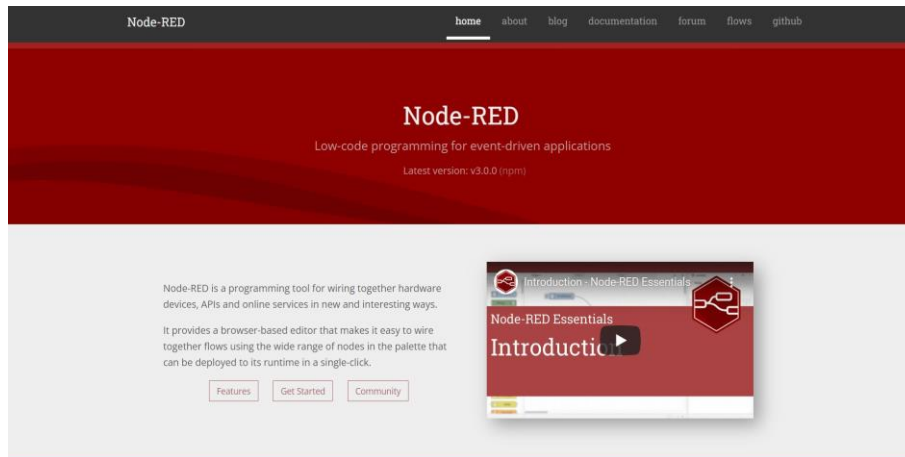 Node-RED
home about blog documentation forum flows github
Node-RED
Low-code programming for event-driven applications
Latest version: v3.0.0 (npm)
Node-RED is a programming tool for wiring together hardware
devices, APIs and online services in new and interesting ways.
It provides a browser-based editor that makes it easy to wire
together flows using the wide range of nodes in the palette that
can be deployed to its runtime in a single-click.
Features Get Started Community
Introduction - Node-RED Essentials
Node-RED Essentials
Introduction